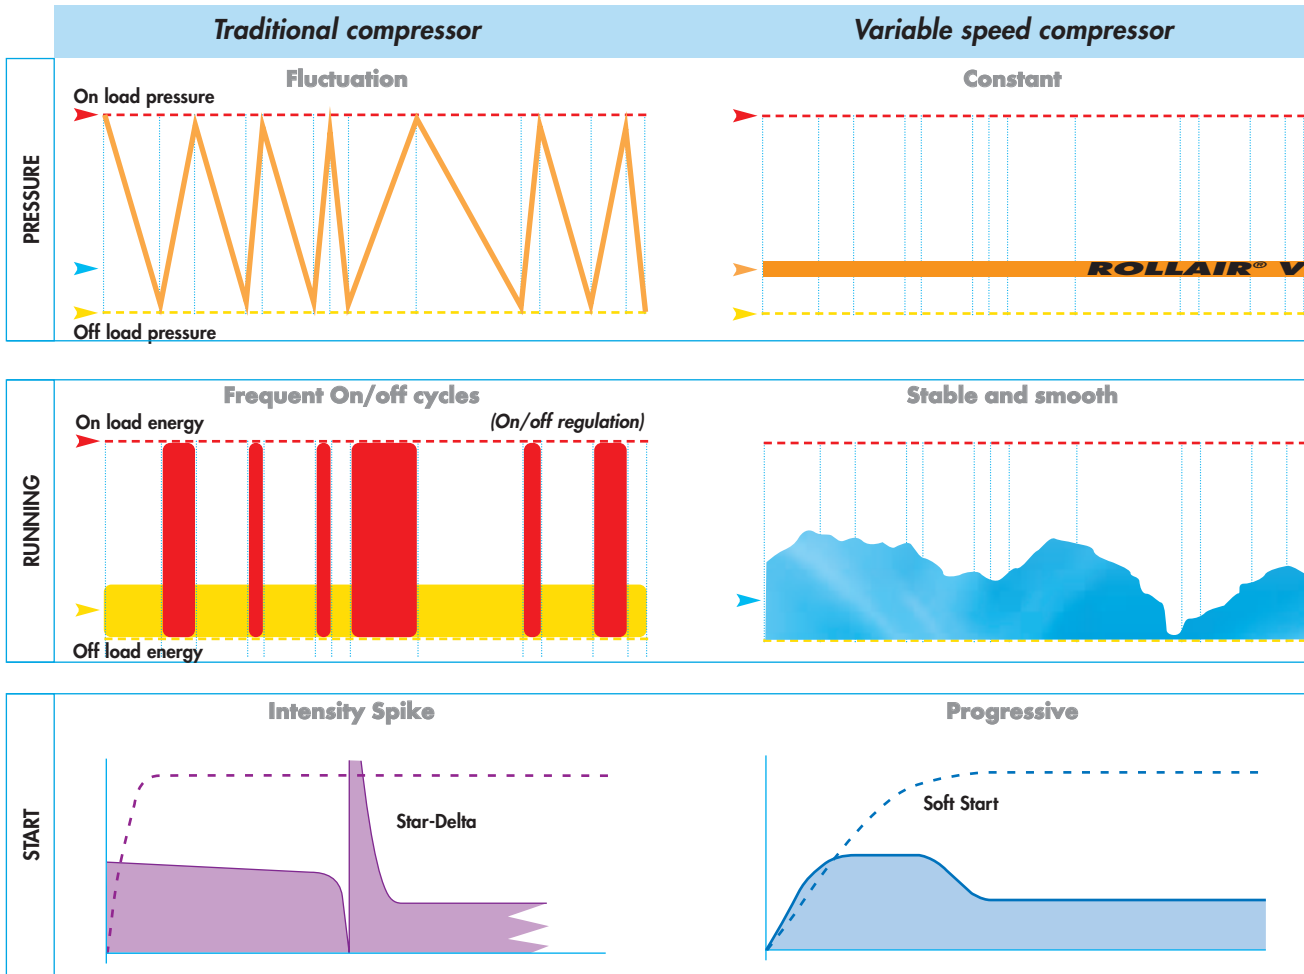 Traditional compressor
Variable speed compressor
PRESSURE
Fluctuation
On load pressure
Off load pressure
Constant
ROLLAIR® V
RUNNING
Frequent On/off cycles
On load energy
(On/off regulation)
Off load energy
Stable and smooth
START
Intensity Spike
Star-Delta
Progressive
Soft Start